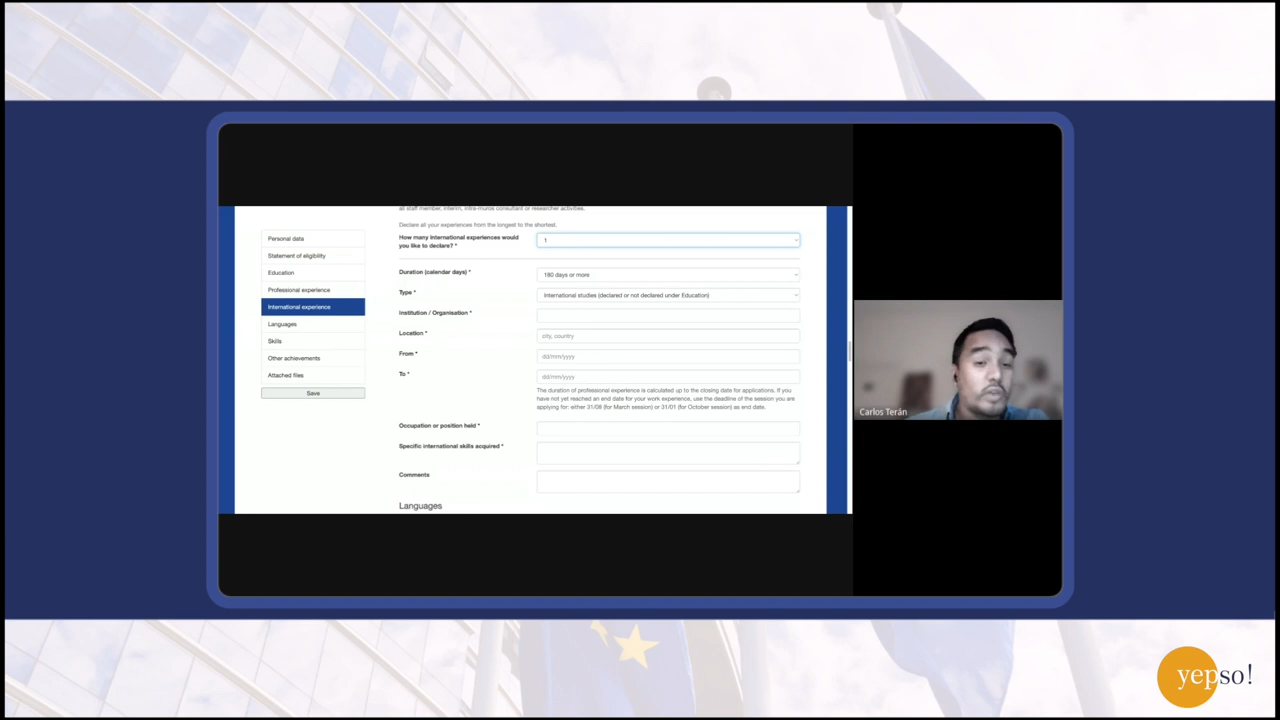 all staff member, interim, intra-muros consultant or researcher activities.
Declare all your experiences from the longest to the shortest.
How many International experiences would
you like to declare? *
1
Personal data
Statement of eligibility
Education
Professional experience
International experience
Languages
Skills
Other achievements
Attached files
Save
Duration (calendar days) *
180 days or more
Type *
International studies (declared or not declared under Education)
Institution / Organisation *
Location *
city, country
From *
dd/mm/yyyy
To *
dd/mm/yyyy
The duration of professional experience is calculated up to the closing date for applications. If you
have not yet reached an end date for your work experience, use the deadline of the session you are
applying for: either 31/08 (for March session) or 31/01 (for October session) as end date.
Occupation or position held *
Specific international skills acquired *
Comments
Languages
Carlos Terán
yepso!